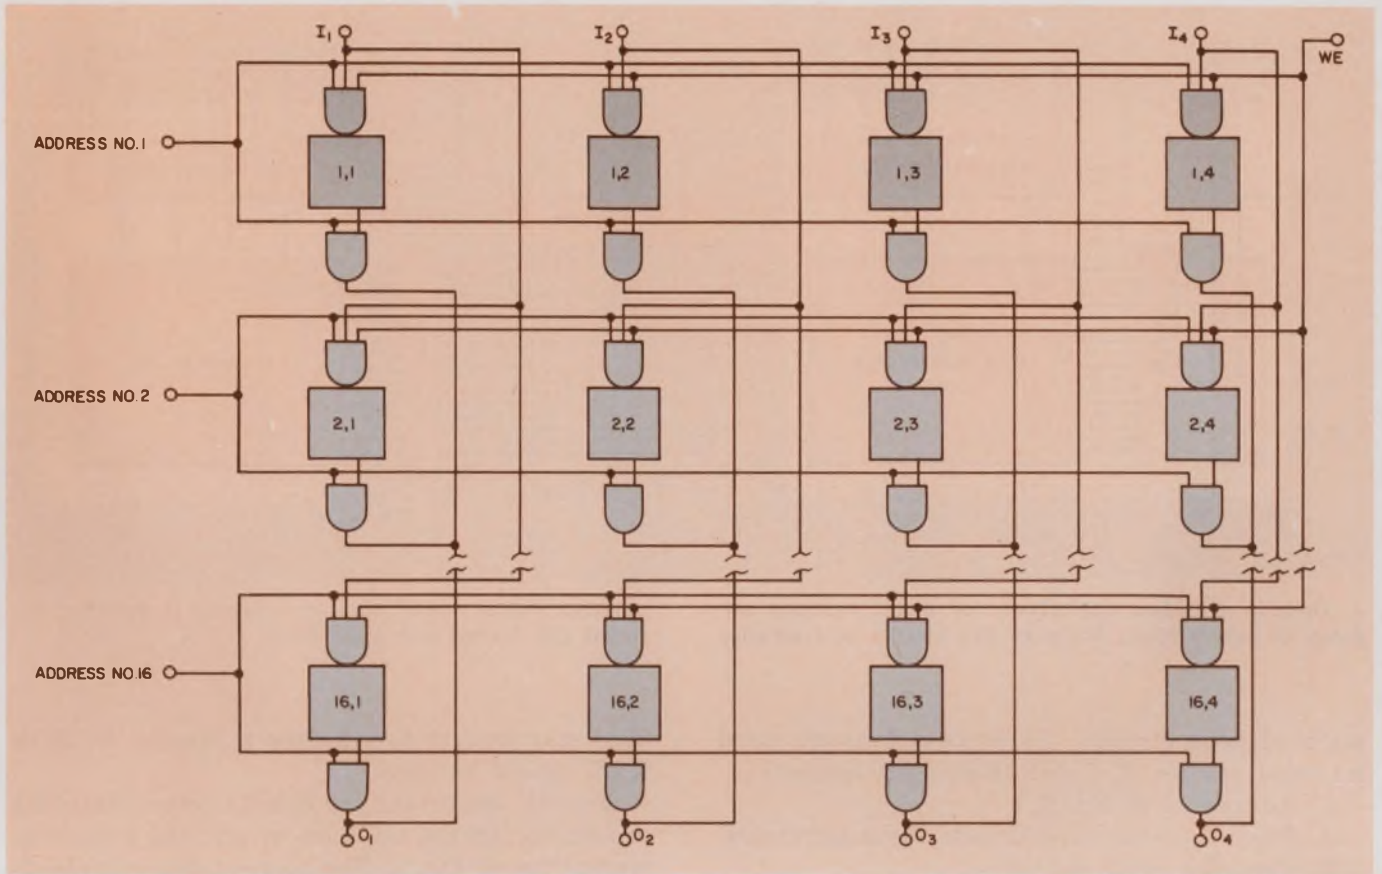 I1
I2
I3
I4
WE
ADDRESS NO.1
1,1
1,2
1,3
1,4
ADDRESS NO.2
2,1
2,2
2,3
2,4
ADDRESS NO.16
16,1
16,2
16,3
16,4
O1
O2
O3
O4